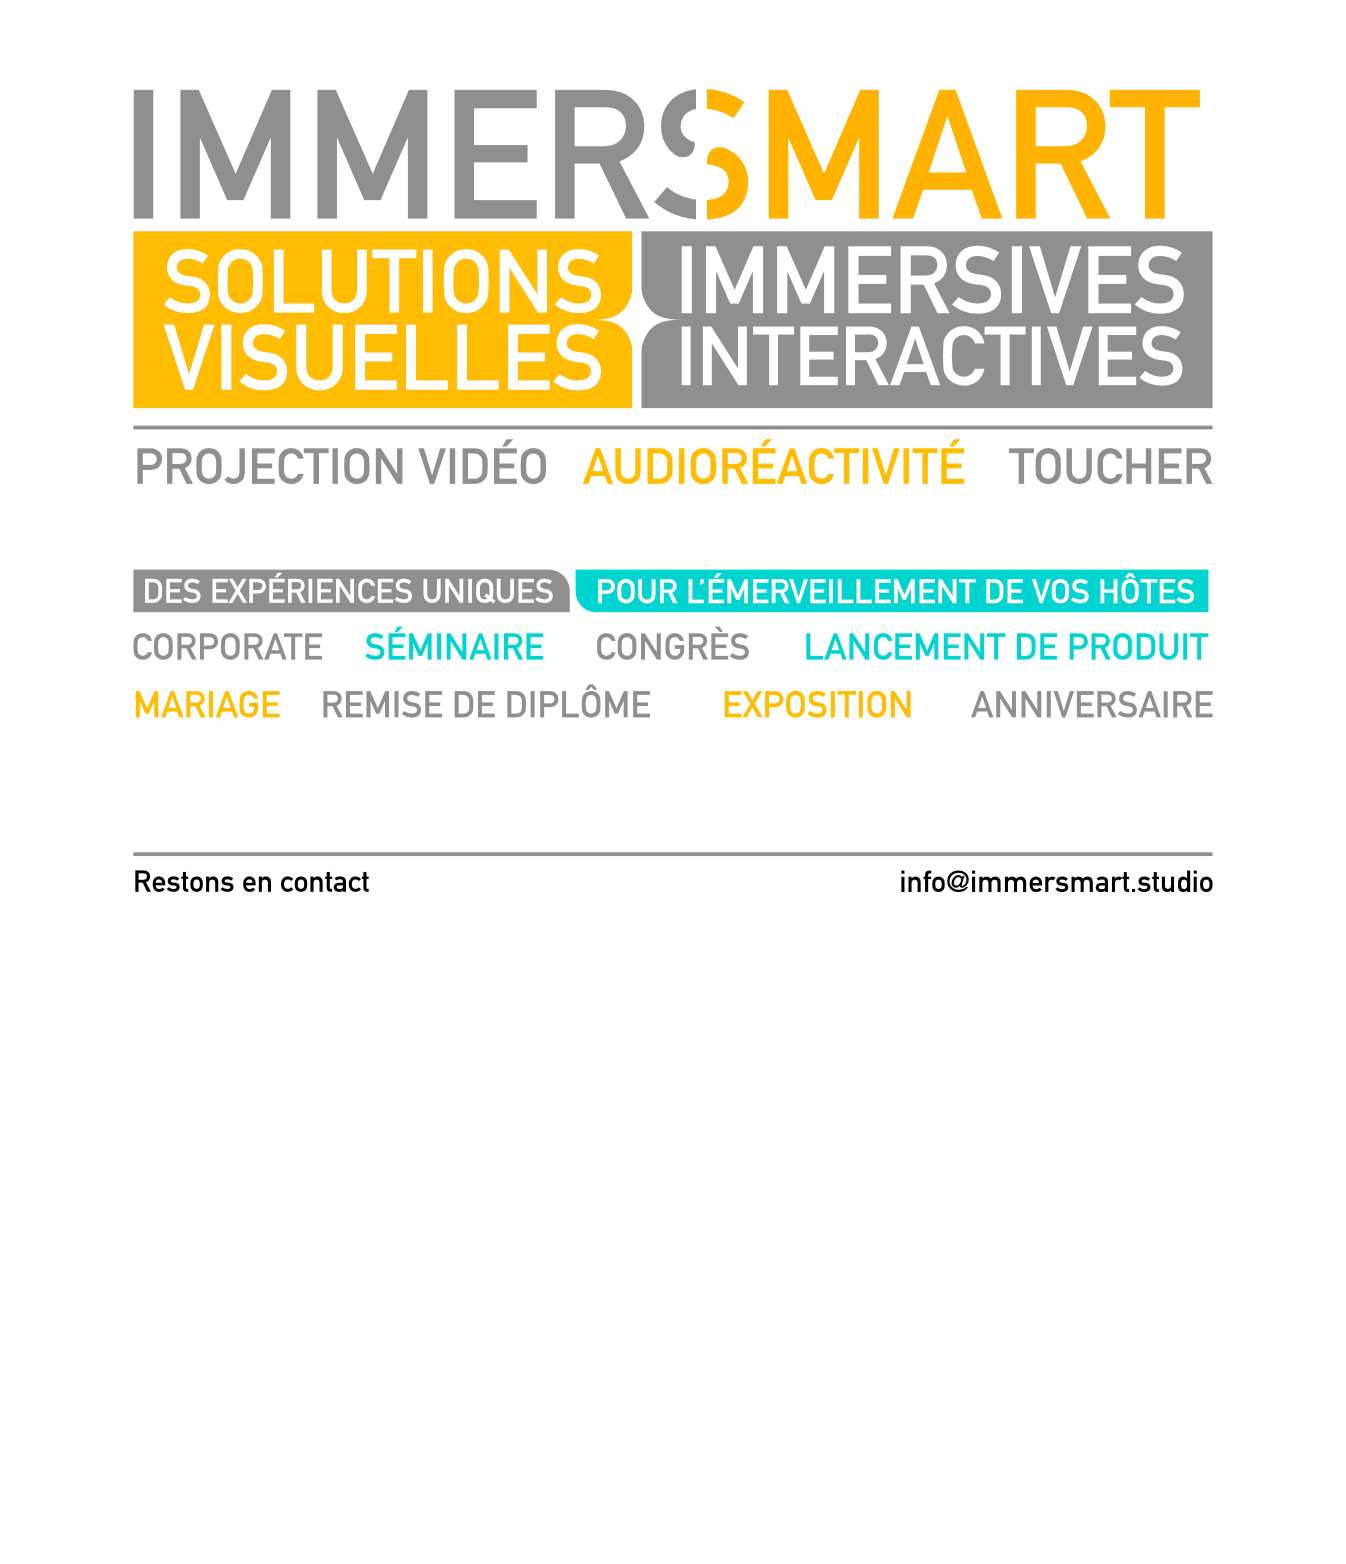 IMMERSMART
SOLUTIONS IMMERSIVES
VISUELLES INTERACTIVES
PROJECTION VIDÉO AUDIORÉACTIVITÉ TOUCHER
DES EXPÉRIENCES UNIQUES POUR L’ÉMERVEILLEMENT DE VOS HÔTES
CORPORATE SÉMINAIRE CONGRÈS LANCEMENT DE PRODUIT
MARIAGE REMISE DE DIPLÔME EXPOSITION ANNIVERSAIRE
Restons en contact info@immersmart.studio